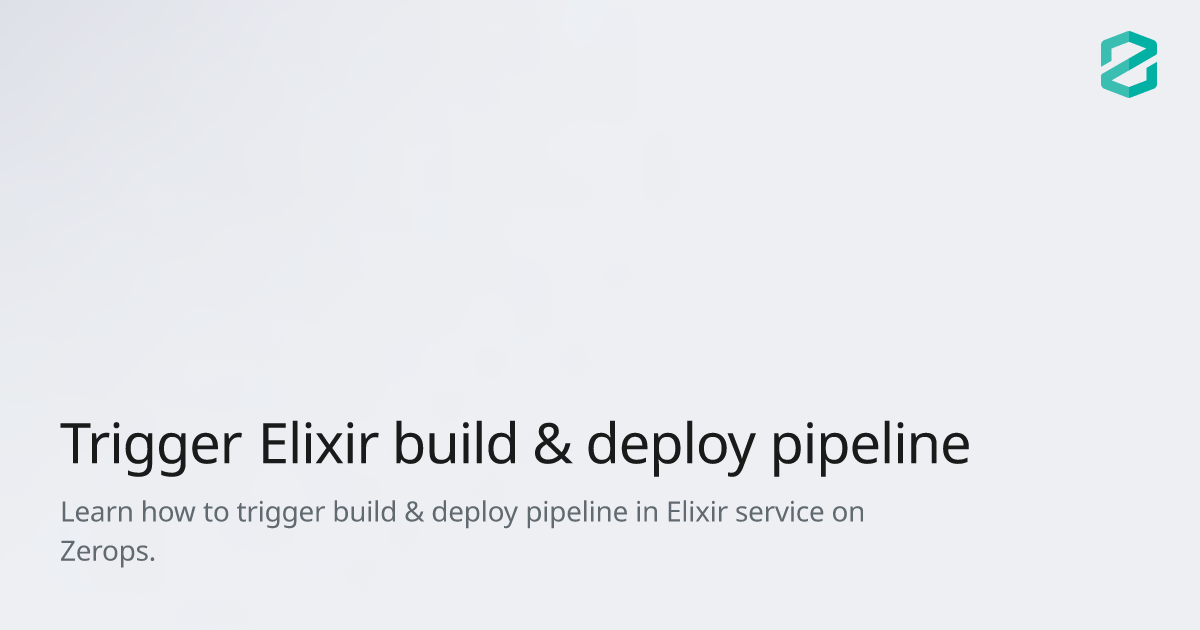 Trigger Elixir build & deploy pipeline
Learn how to trigger build & deploy pipeline in Elixir service on
Zerops.